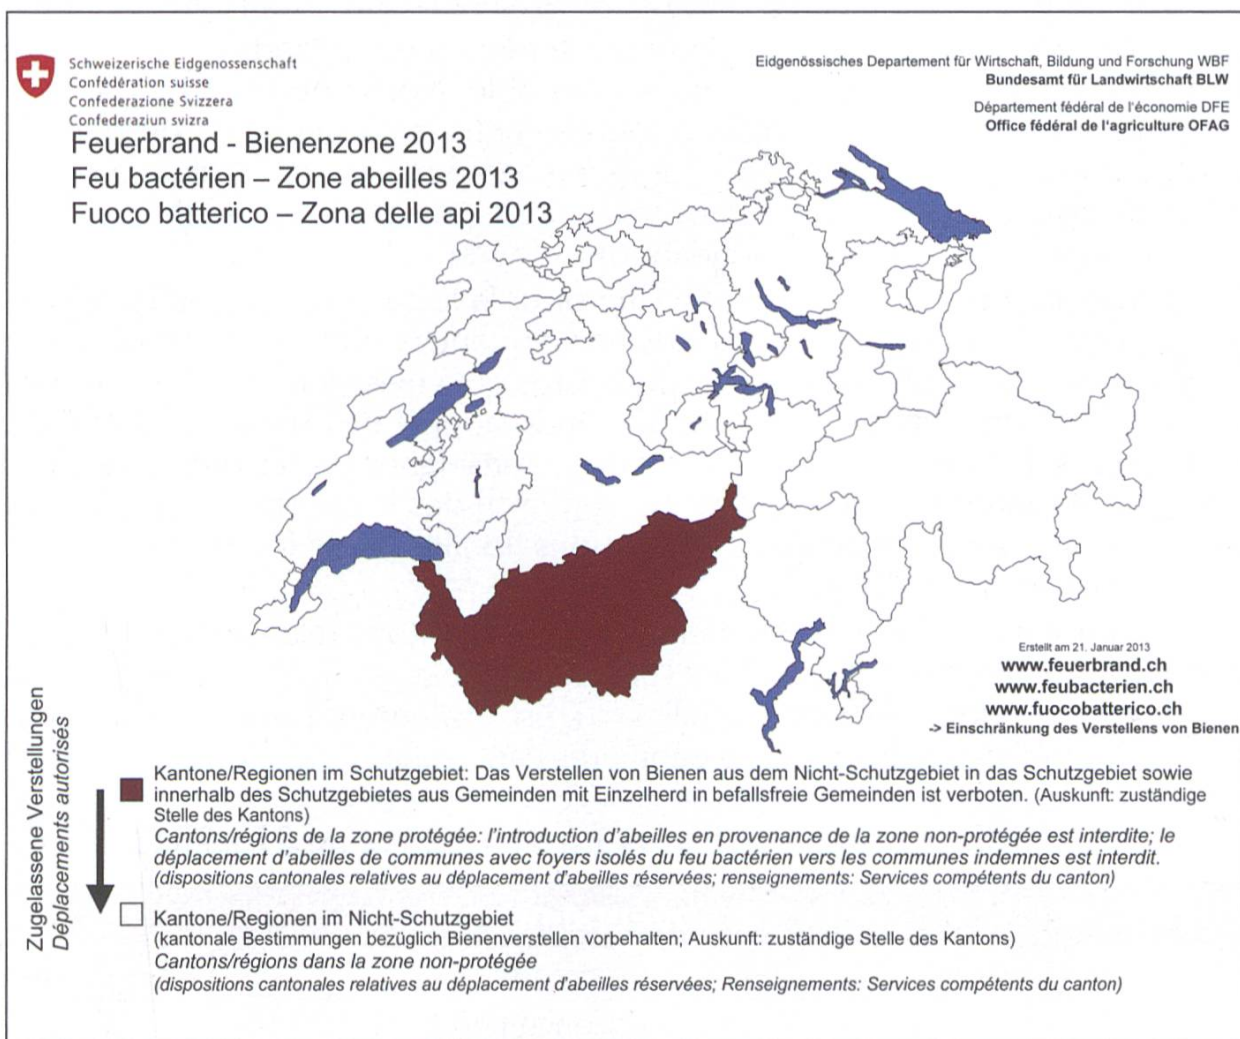 Schweizerische Eidgenossenschaft
Confédération suisse
Confederazione Svizzera
Confederaziun svizra
Eidgenössisches Departement für Wirtschaft, Bildung und Forschung WBF
Bundesamt für Landwirtschaft BLW
Département fédéral de l'économie DFE
Office fédéral de l'agriculture OFAG
Feuerbrand - Bienenzone 2013
Feu bactérien – Zone abeilles 2013
Fuoco batterico – Zona delle api 2013
Erstellt am 21. Januar 2013
www.feuerbrand.ch
www.feubacterien.ch
www.fuocobatterico.ch
-> Einschränkung des Verstellens von Bienen
Zugelassene Verstellungen
Déplacements autorisés
Kantone/Regionen im Schutzgebiet: Das Verstellen von Bienen aus dem Nicht-Schutzgebiet in das Schutzgebiet sowie
innerhalb des Schutzgebietes aus Gemeinden mit Einzelherd in befallsfreie Gemeinden ist verboten. (Auskunft: zuständige
Stelle des Kantons)
Cantons/régions de la zone protégée: l'introduction d'abeilles en provenance de la zone non-protégée est interdite; le
déplacement d'abeilles de communes avec foyers isolés du feu bactérien vers les communes indemnes est interdit.
(dispositions cantonales relatives au déplacement d'abeilles réservées; renseignements: Services compétents du canton)
Kantone/Regionen im Nicht-Schutzgebiet
(kantonale Bestimmungen bezüglich Bienenverstellen vorbehalten; Auskunft: zuständige Stelle des Kantons)
Cantons/régions dans la zone non-protégée
(dispositions cantonales relatives au déplacement d'abeilles réservées; Renseignements: Services compétents du canton)